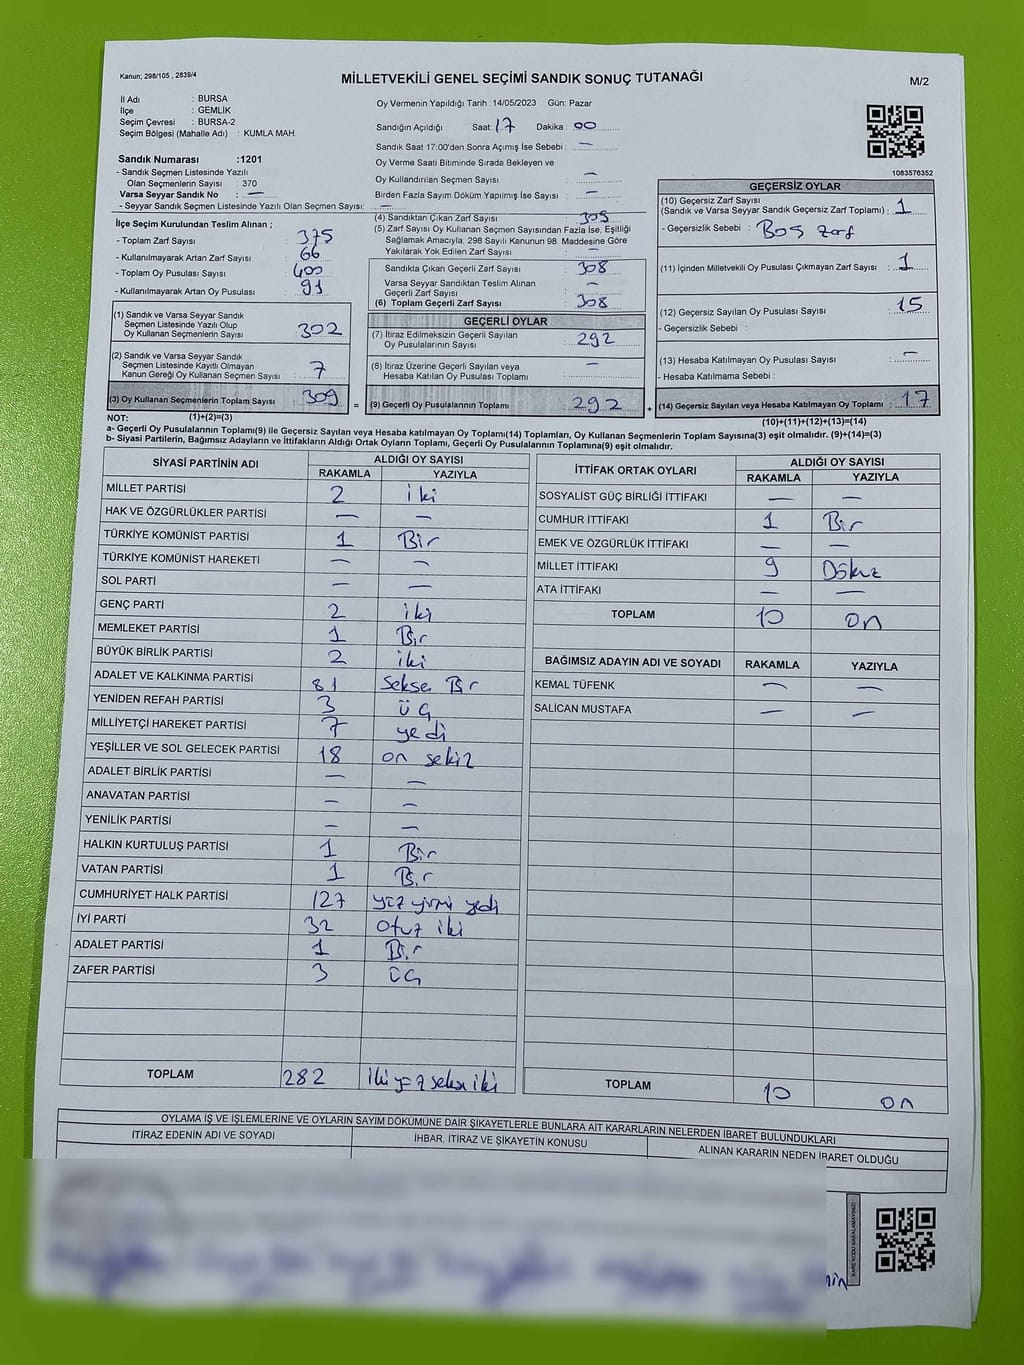 Kanun; 298/105 , 2839/4
MİLLETVEKİLİ GENEL SEÇİMİ SANDIK SONUÇ TUTANAĞI
M/2
İl Adı : BURSA
İlçe : GEMLİK
Seçim Çevresi : BURSA-2
Seçim Bölgesi (Mahalle Adı) : KUMLA MAH.
Sandık Numarası :1201
- Sandık Seçmen Listesinde Yazılı
Olan Seçmenlerin Sayısı : 370
Varsa Seyyar Sandık No : —
- Seyyar Sandık Seçmen Listesinde Yazılı Olan Seçmen Sayısı: —
Oy Vermenin Yapıldığı Tarih :14/05/2023 Gün: Pazar
Sandığın Açıldığı Saat: 17 Dakika : 00
Sandık Saat 17:00'den Sonra Açımış İse Sebebi : —
Oy Verme Saati Bitiminde Sırada Bekleyen ve
Oy Kullandırılan Seçmen Sayısı : —
Birden Fazla Sayım Döküm Yapılmış İse Sayısı : —
1083576352
İlçe Seçim Kurulundan Teslim Alınan ;
- Toplam Zarf Sayısı : 375
- Kullanılmayarak Artan Zarf Sayısı : 66
- Toplam Oy Pusulası Sayısı : 400
- Kullanılmayarak Artan Oy Pusulası : 91
(1) Sandık ve Varsa Seyyar Sandık
Seçmen Listesinde Yazılı Olup
Oy Kullanan Seçmenlerin Sayısı : 302
(2) Sandık ve Varsa Seyyar Sandık
Seçmen Listesinde Kayıtlı Olmayan
Kanun Gereği Oy Kullanan Seçmen Sayısı : 7
(3) Oy Kullanan Seçmenlerin Toplam Sayısı : 309
(4) Sandıktan Çıkan Zarf Sayısı : 309
(5) Zarf Sayısı Oy Kullanan Seçmen Sayısından Fazla İse, Eşitliği
Sağlamak Amacıyla, 298 Sayılı Kanunun 98. Maddesine Göre
Yakılarak Yok Edilen Zarf Sayısı : —
Sandıkta Çıkan Geçerli Zarf Sayısı : 308
Varsa Seyyar Sandıktan Teslim Alınan
Geçerli Zarf Sayısı : —
(6) Toplam Geçerli Zarf Sayısı : 308
GEÇERLİ OYLAR
(7) İtiraz Edilmeksizin Geçerli Sayılan
Oy Pusulalarının Sayısı : 292
(8) İtiraz Üzerine Geçerli Sayılan veya
Hesaba Katılan Oy Pusulası Toplamı : —
= (9) Geçerli Oy Pusulalarının Toplamı : 292
GEÇERSİZ OYLAR
(10) Geçersiz Zarf Sayısı
(Sandık ve Varsa Seyyar Sandık Geçersiz Zarf Toplamı) : 1
- Geçersizlik Sebebi : Boş zarf
(11) İçinden Milletvekili Oy Pusulası Çıkmayan Zarf Sayısı : 1
(12) Geçersiz Sayılan Oy Pusulası Sayısı : 15
- Geçersizlik Sebebi :
(13) Hesaba Katılmayan Oy Pusulası Sayısı : —
- Hesaba Katılmama Sebebi :
+ (14) Geçersiz Sayılan veya Hesaba Katılmayan Oy Toplamı : 17
NOT: (1)+(2)=(3)
(10)+(11)+(12)+(13)=(14)
a- Geçerli Oy Pusulalarının Toplamı(9) ile Geçersiz Sayılan veya Hesaba katılmayan Oy Toplamı(14) Toplamları, Oy Kullanan Seçmenlerin Toplam Sayısına(3) eşit olmalıdır. (9)+(14)=(3)
b- Siyasi Partilerin, Bağımsız Adayların ve İttifakların Aldığı Ortak Oyların Toplamı, Geçerli Oy Pusulalarının Toplamına(9) eşit olmalıdır.
SİYASİ PARTİNİN ADI ALDIĞI OY SAYISI
RAKAMLA YAZIYLA
MİLLET PARTİSİ 2 iki
HAK VE ÖZGÜRLÜKLER PARTİSİ — —
TÜRKİYE KOMÜNİST PARTİSİ 1 Bir
TÜRKİYE KOMÜNİST HAREKETİ — —
SOL PARTİ — —
GENÇ PARTİ 2 iki
MEMLEKET PARTİSİ 1 Bir
BÜYÜK BİRLİK PARTİSİ 2 iki
ADALET VE KALKINMA PARTİSİ 81 Seksen Bir
YENİDEN REFAH PARTİSİ 3 üç
MİLLİYETÇİ HAREKET PARTİSİ 7 yedi
YEŞİLLER VE SOL GELECEK PARTİSİ 18 on sekiz
ADALET BİRLİK PARTİSİ — —
ANAVATAN PARTİSİ — —
YENİLİK PARTİSİ — —
HALKIN KURTULUŞ PARTİSİ 1 Bir
VATAN PARTİSİ 1 Bir
CUMHURİYET HALK PARTİSİ 127 yüz yirmi yedi
İYİ PARTİ 32 otuz iki
ADALET PARTİSİ 1 Bir
ZAFER PARTİSİ 3 üç
TOPLAM 282 iki yüz seksen iki
İTTİFAK ORTAK OYLARI ALDIĞI OY SAYISI
RAKAMLA YAZIYLA
SOSYALİST GÜÇ BİRLİĞİ İTTİFAKI — —
CUMHUR İTTİFAKI 1 Bir
EMEK VE ÖZGÜRLÜK İTTİFAKI — —
MİLLET İTTİFAKI 9 Dokuz
ATA İTTİFAKI — —
TOPLAM 10 on
BAĞIMSIZ ADAYIN ADI VE SOYADI RAKAMLA YAZIYLA
KEMAL TÜFENK — —
SALİCAN MUSTAFA — —
TOPLAM 10 on
OYLAMA İŞ VE İŞLEMLERİNE VE OYLARIN SAYIM DÖKÜMÜNE DAİR ŞİKAYETLERLE BUNLARA AİT KARARLARIN NELERDEN İBARET BULUNDUKLARI
İTİRAZ EDENİN ADI VE SOYADI İHBAR, İTİRAZ VE ŞİKAYETİN KONUSU ALINAN KARARIN NEDEN İBARET OLDUĞU